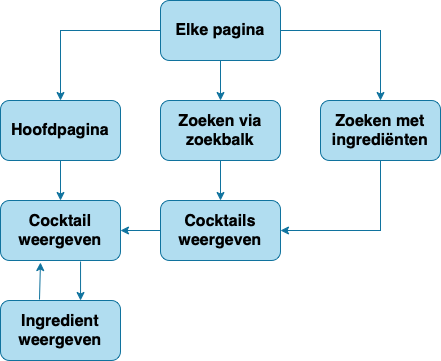 Elke pagina
Hoofdpagina
Zoeken via
zoekbalk
Zoeken met
ingrediënten
Cocktail
weergeven
Cocktails
weergeven
Ingredient
weergeven